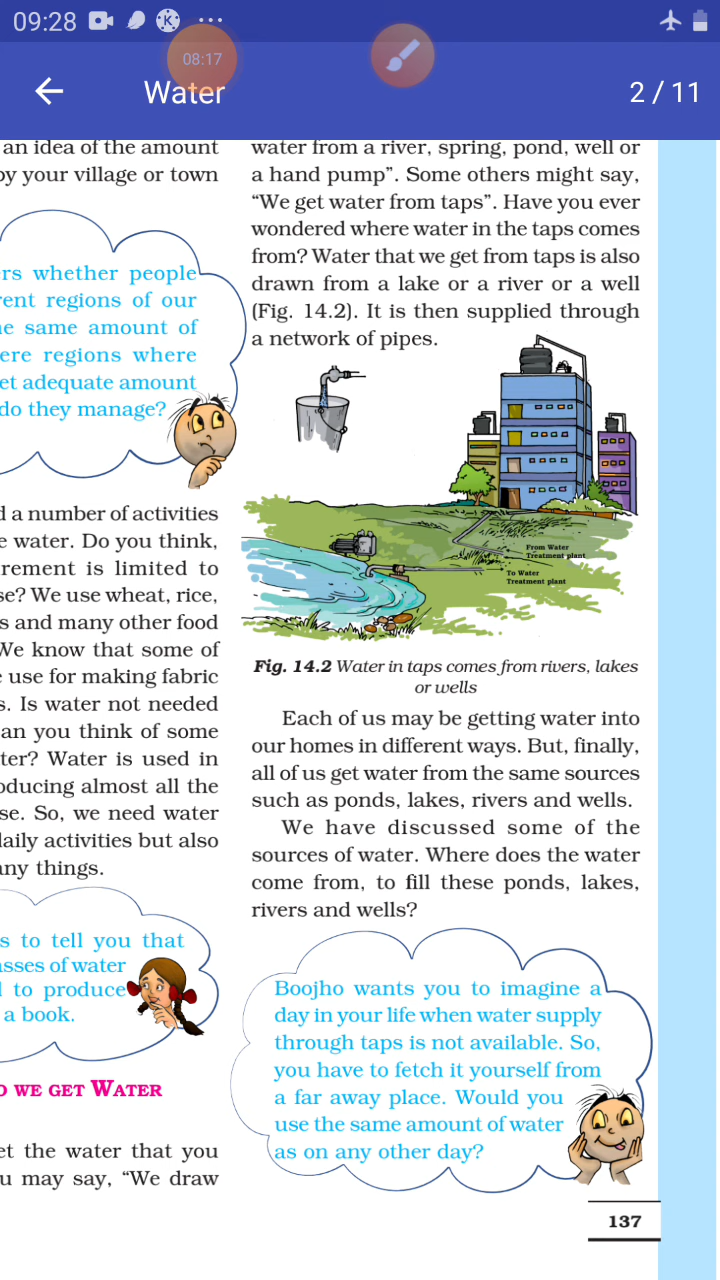 09:28
08:17
Water
2 / 11
an idea of the amount
by your village or town
ers whether people
rent regions of our
he same amount of
ere regions where
et adequate amount
do they manage?
d a number of activities
e water. Do you think,
rement is limited to
se? We use wheat, rice,
s and many other food
We know that some of
e use for making fabric
s. Is water not needed
an you think of some
ter? Water is used in
oducing almost all the
se. So, we need water
daily activities but also
any things.
s to tell you that
asses of water
d to produce
a book.
O WE GET WATER
et the water that you
u may say, “We draw
water from a river, spring, pond, well or
a hand pump”. Some others might say,
“We get water from taps”. Have you ever
wondered where water in the taps comes
from? Water that we get from taps is also
drawn from a lake or a river or a well
(Fig. 14.2). It is then supplied through
a network of pipes.
From Water
Treatment plant
To Water
Treatment plant
Fig. 14.2 Water in taps comes from rivers, lakes
or wells
Each of us may be getting water into
our homes in different ways. But, finally,
all of us get water from the same sources
such as ponds, lakes, rivers and wells.
We have discussed some of the
sources of water. Where does the water
come from, to fill these ponds, lakes,
rivers and wells?
Boojho wants you to imagine a
day in your life when water supply
through taps is not available. So,
you have to fetch it yourself from
a far away place. Would you
use the same amount of water
as on any other day?
137